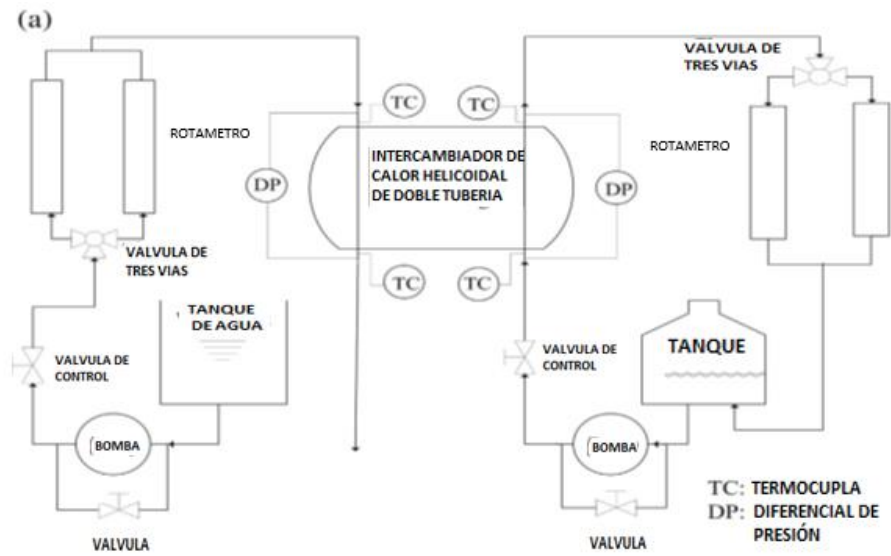 (a)
VÁLVULA DE
TRES VIAS
TC
TC
ROTAMETRO
ROTAMETRO
INTERCAMBIADOR DE
CALOR HELICOIDAL
DE DOBLE TUBERIA
DP
DP
VALVULA DE
TRES VIAS
TC
TC
TANQUE
DE AGUA
TANQUE
VALVULA DE
CONTROL
VALVULA DE
CONTROL
BOMBA
BOMBA
TC: TERMOCUPLA
DP: DIFERENCIAL DE
PRESIÓN
VALVULA
VALVULA